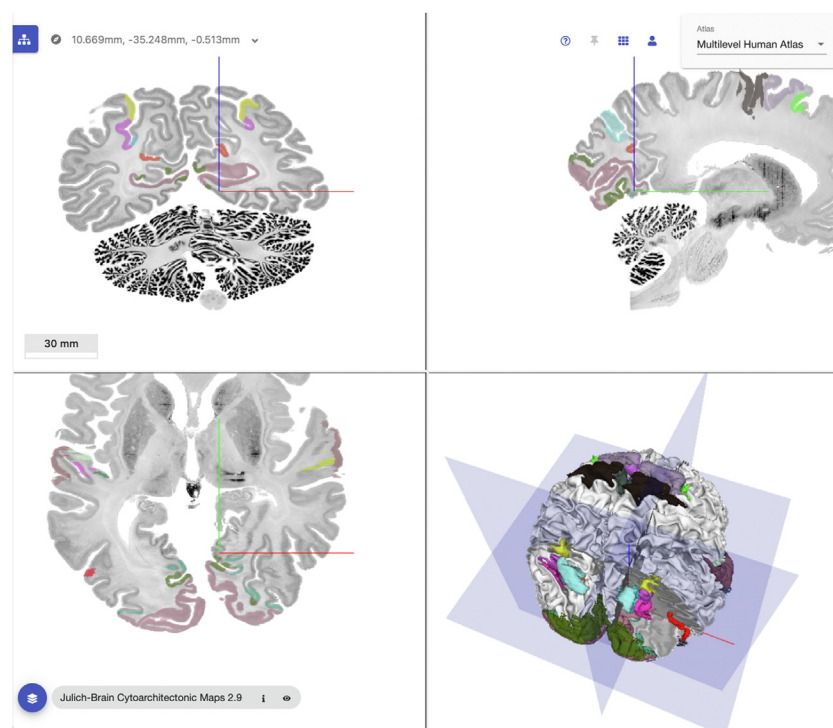 10.669mm, -35.248mm, -0.513mm
Atlas
Multilevel Human Atlas
30 mm
Julich-Brain Cytoarchitectonic Maps 2.9